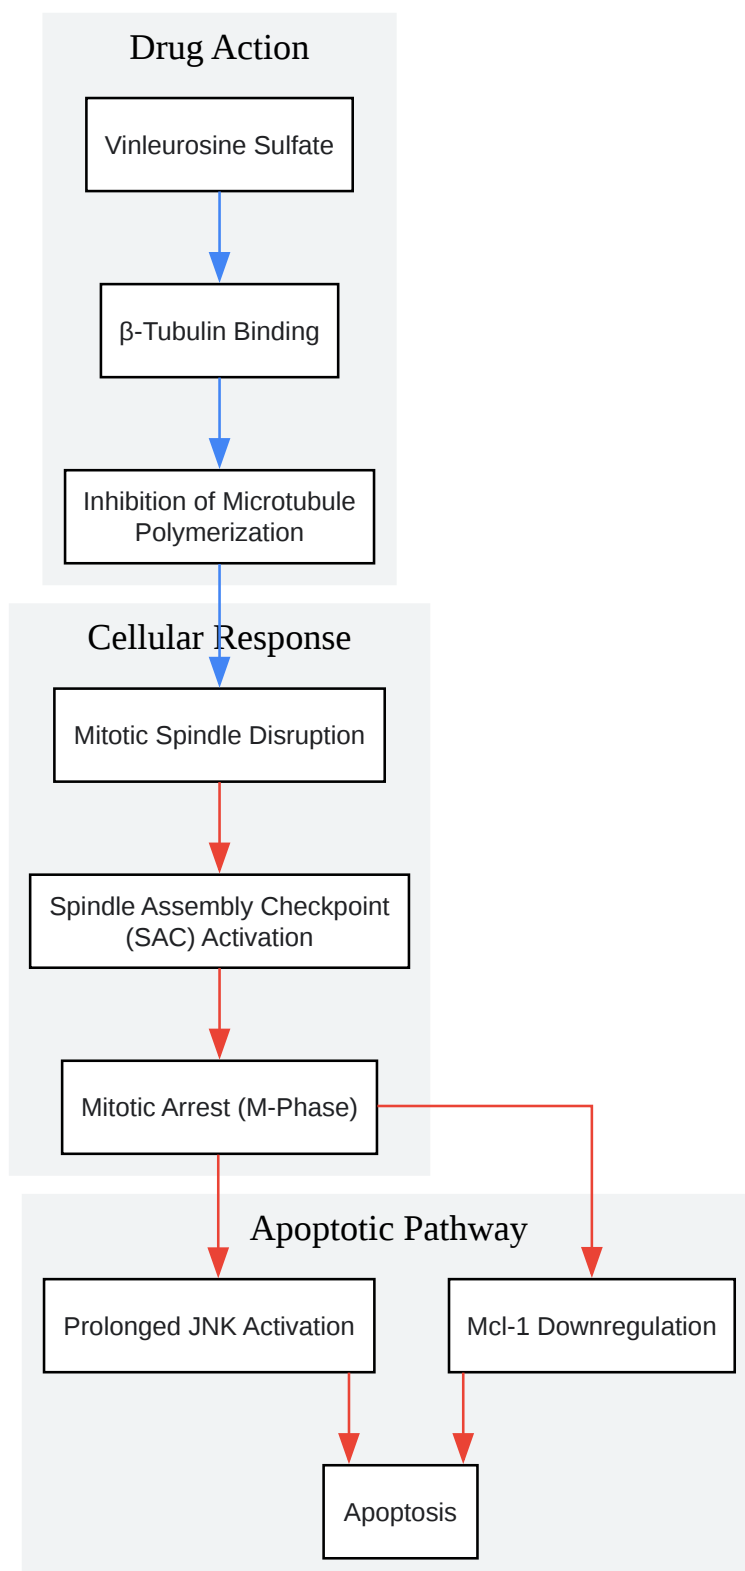 Drug Action
Vinleurosine Sulfate
β-Tubulin Binding
Inhibition of Microtubule
Polymerization
Cellular Response
Mitotic Spindle Disruption
Spindle Assembly Checkpoint
(SAC) Activation
Mitotic Arrest (M-Phase)
Apoptotic Pathway
Prolonged JNK Activation
Mcl-1 Downregulation
Apoptosis